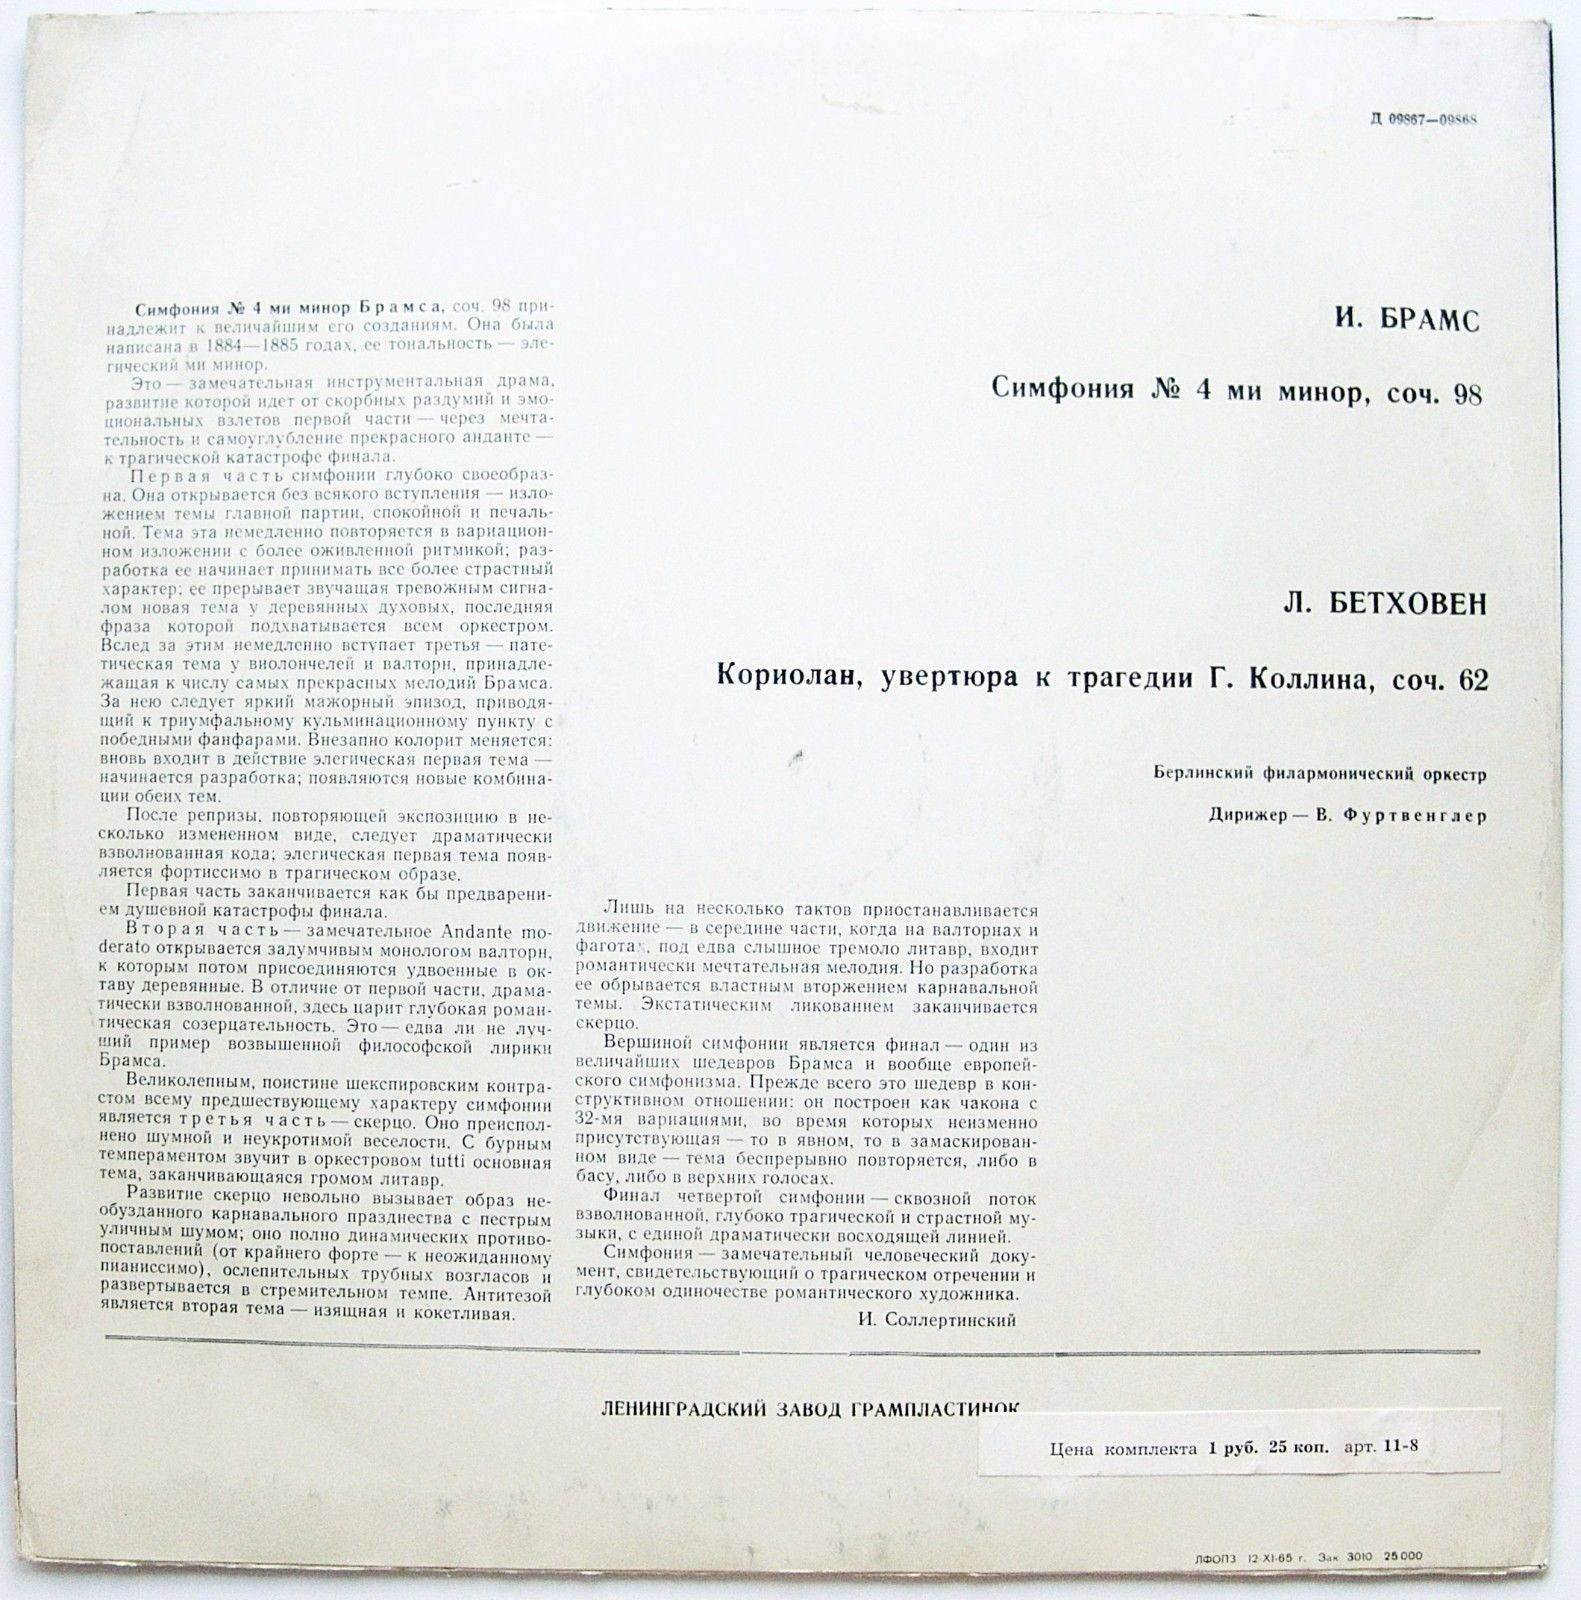 Д 09867—09868
И. БРАМС
Симфония № 4 ми минор, соч. 98
Л. БЕТХОВЕН
Кориолан, увертюра к трагедии Г. Коллина, соч. 62
Берлинский филармонический оркестр
Дирижер — В. Фуртвенглер
Симфония № 4 ми минор Брамса, соч. 98 при-
надлежит к величайшим его созданиям. Она была
написана в 1884—1885 годах, ее тональность — эле-
гический ми минор.
Это — замечательная инструментальная драма,
развитие которой идет от скорбных раздумий и эмо-
циональных взлетов первой части — через мечта-
тельность и самоуглубление прекрасного анданте —
к трагической катастрофе финала.
Первая часть симфонии глубоко своеобраз-
на. Она открывается без всякого вступления — изло-
жением темы главной партии, спокойной и печаль-
ной. Тема эта немедленно повторяется в вариацион-
ном изложении с более оживленной ритмикой; раз-
работка ее начинает принимать все более страстный
характер; ее прерывает звучащая тревожным сигна-
лом новая тема у деревянных духовых, последняя
фраза которой подхватывается всем оркестром.
Вслед за этим немедленно вступает третья — пате-
тическая тема у виолончелей и валторн, принадле-
жащая к числу самых прекрасных мелодий Брамса.
За нею следует яркий мажорный эпизод, приводя-
щий к триумфальному кульминационному пункту с
победными фанфарами. Внезапно колорит меняется:
вновь входит в действие элегическая первая тема —
начинается разработка; появляются новые комбина-
ции обеих тем.
После репризы, повторяющей экспозицию в не-
сколько измененном виде, следует драматически
взволнованная кода; элегическая первая тема появ-
ляется фортиссимо в трагическом образе.
Первая часть заканчивается как бы предварени-
ем душевной катастрофы финала.
Вторая часть — замечательное Andante mo-
derato открывается задумчивым монологом валторн,
к которым потом присоединяются удвоенные в ок-
таву деревянные. В отличие от первой части, драма-
тически взволнованной, здесь царит глубокая роман-
тическая созерцательность. Это — едва ли не луч-
ший пример возвышенной философской лирики
Брамса.
Великолепным, поистине шекспировским контра-
стом всему предшествующему характеру симфонии
является третья часть — скерцо. Оно преиспол-
нено шумной и неукротимой веселости. С бурным
темпераментом звучит в оркестровом tutti основная
тема, заканчивающаяся громом литавр.
Развитие скерцо невольно вызывает образ не-
обузданного карнавального празднества с пестрым
уличным шумом; оно полно динамических противо-
поставлений (от крайнего форте — к неожиданному
пианиссимо), ослепительных трубных возгласов и
развертывается в стремительном темпе. Антитезой
является вторая тема — изящная и кокетливая.
Лишь на несколько тактов приостанавливается
движение — в середине части, когда на валторнах и
фаготах, под едва слышное тремоло литавр, входит
романтически мечтательная мелодия. Но разработка
ее обрывается властным вторжением карнавальной
темы. Экстатическим ликованием заканчивается
скерцо.
Вершиной симфонии является финал — один из
величайших шедевров Брамса и вообще европей-
ского симфонизма. Прежде всего это шедевр в кон-
структивном отношении: он построен как чакона с
32-мя вариациями, во время которых неизменно
присутствующая — то в явном, то в замаскирован-
ном виде — тема беспрерывно повторяется, либо в
басу, либо в верхних голосах.
Финал четвертой симфонии — сквозной поток
взволнованной, глубоко трагической и страстной му-
зыки, с единой драматически восходящей линией.
Симфония — замечательный человеческий доку-
мент, свидетельствующий о трагическом отречении и
глубоком одиночестве романтического художника.
И. Соллертинский
ЛЕНИНГРАДСКИЙ ЗАВОД ГРАМПЛАСТИНОК
Цена комплекта 1 руб. 25 коп. арт. 11-8
ЛФОПЗ 12-XI-65 г. Зак. 3010 25 000